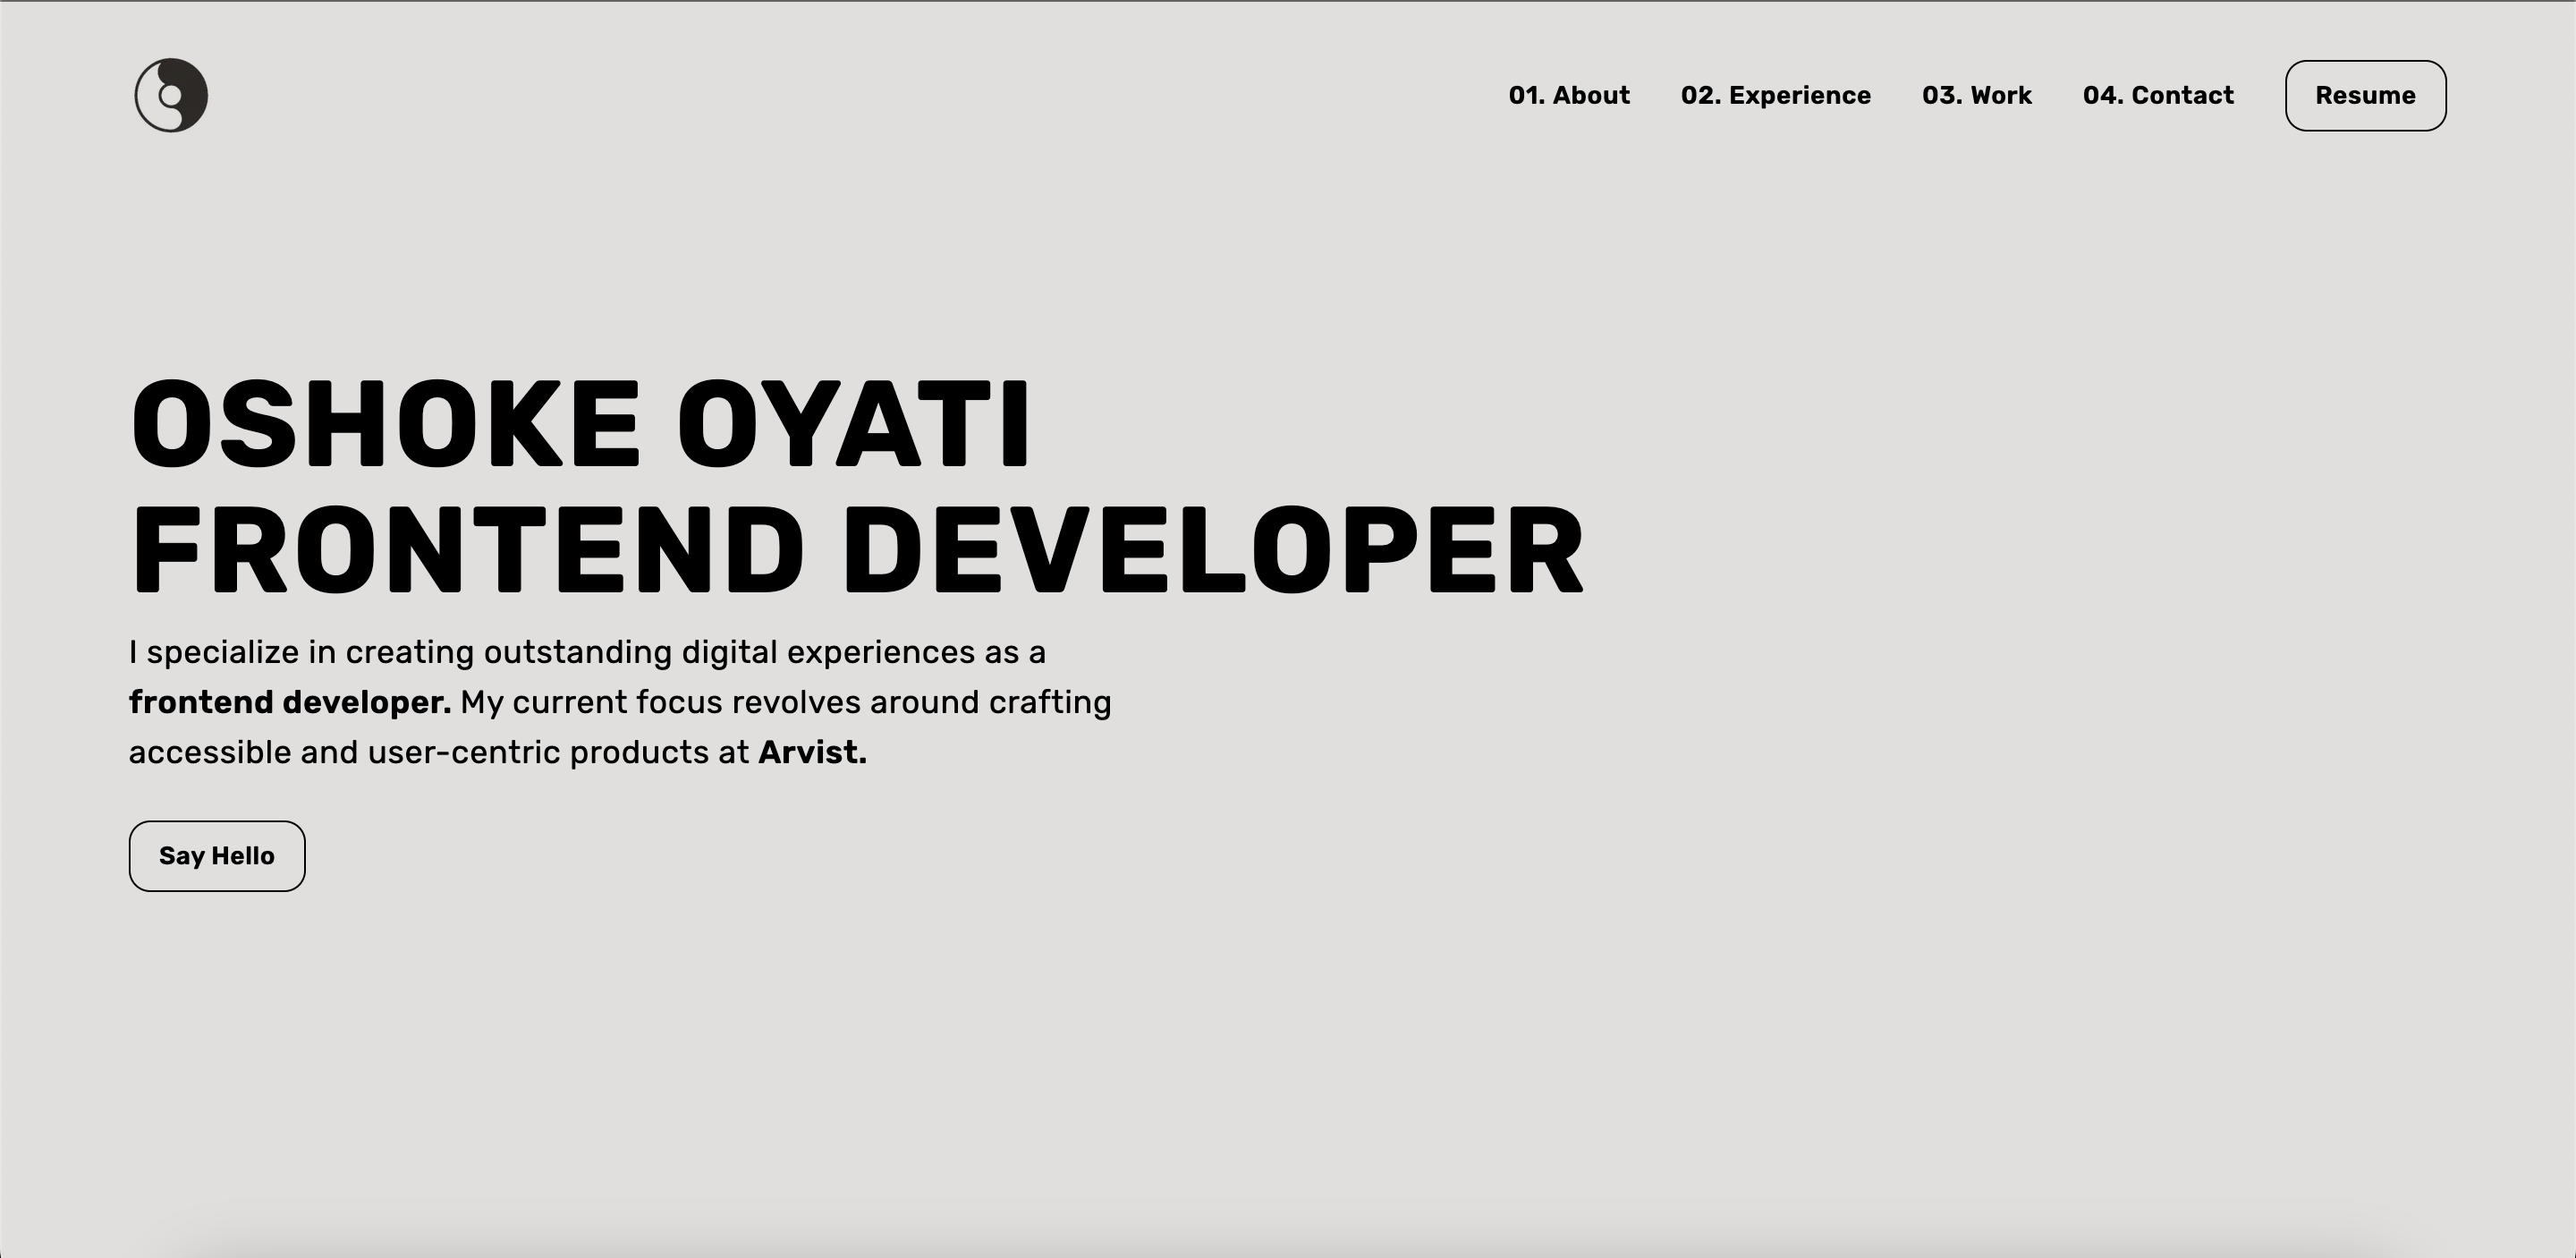 01. About 02. Experience 03. Work 04. Contact Resume
OSHOKE OYATI
FRONTEND DEVELOPER
I specialize in creating outstanding digital experiences as a
frontend developer. My current focus revolves around crafting
accessible and user-centric products at Arvist.
Say Hello